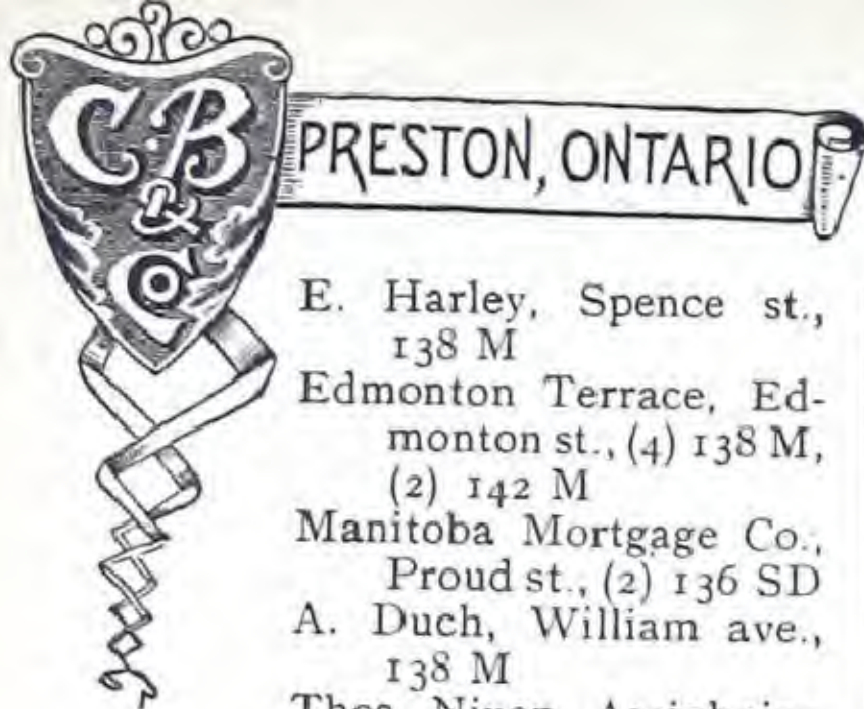 C.B
&
Co
PRESTON, ONTARIO
E. Harley, Spence st.,
138 M
Edmonton Terrace, Ed-
monton st., (4) 138 M,
(2) 142 M
Manitoba Mortgage Co.,
Proud st., (2) 136 SD
A. Duch, William ave.,
138 M